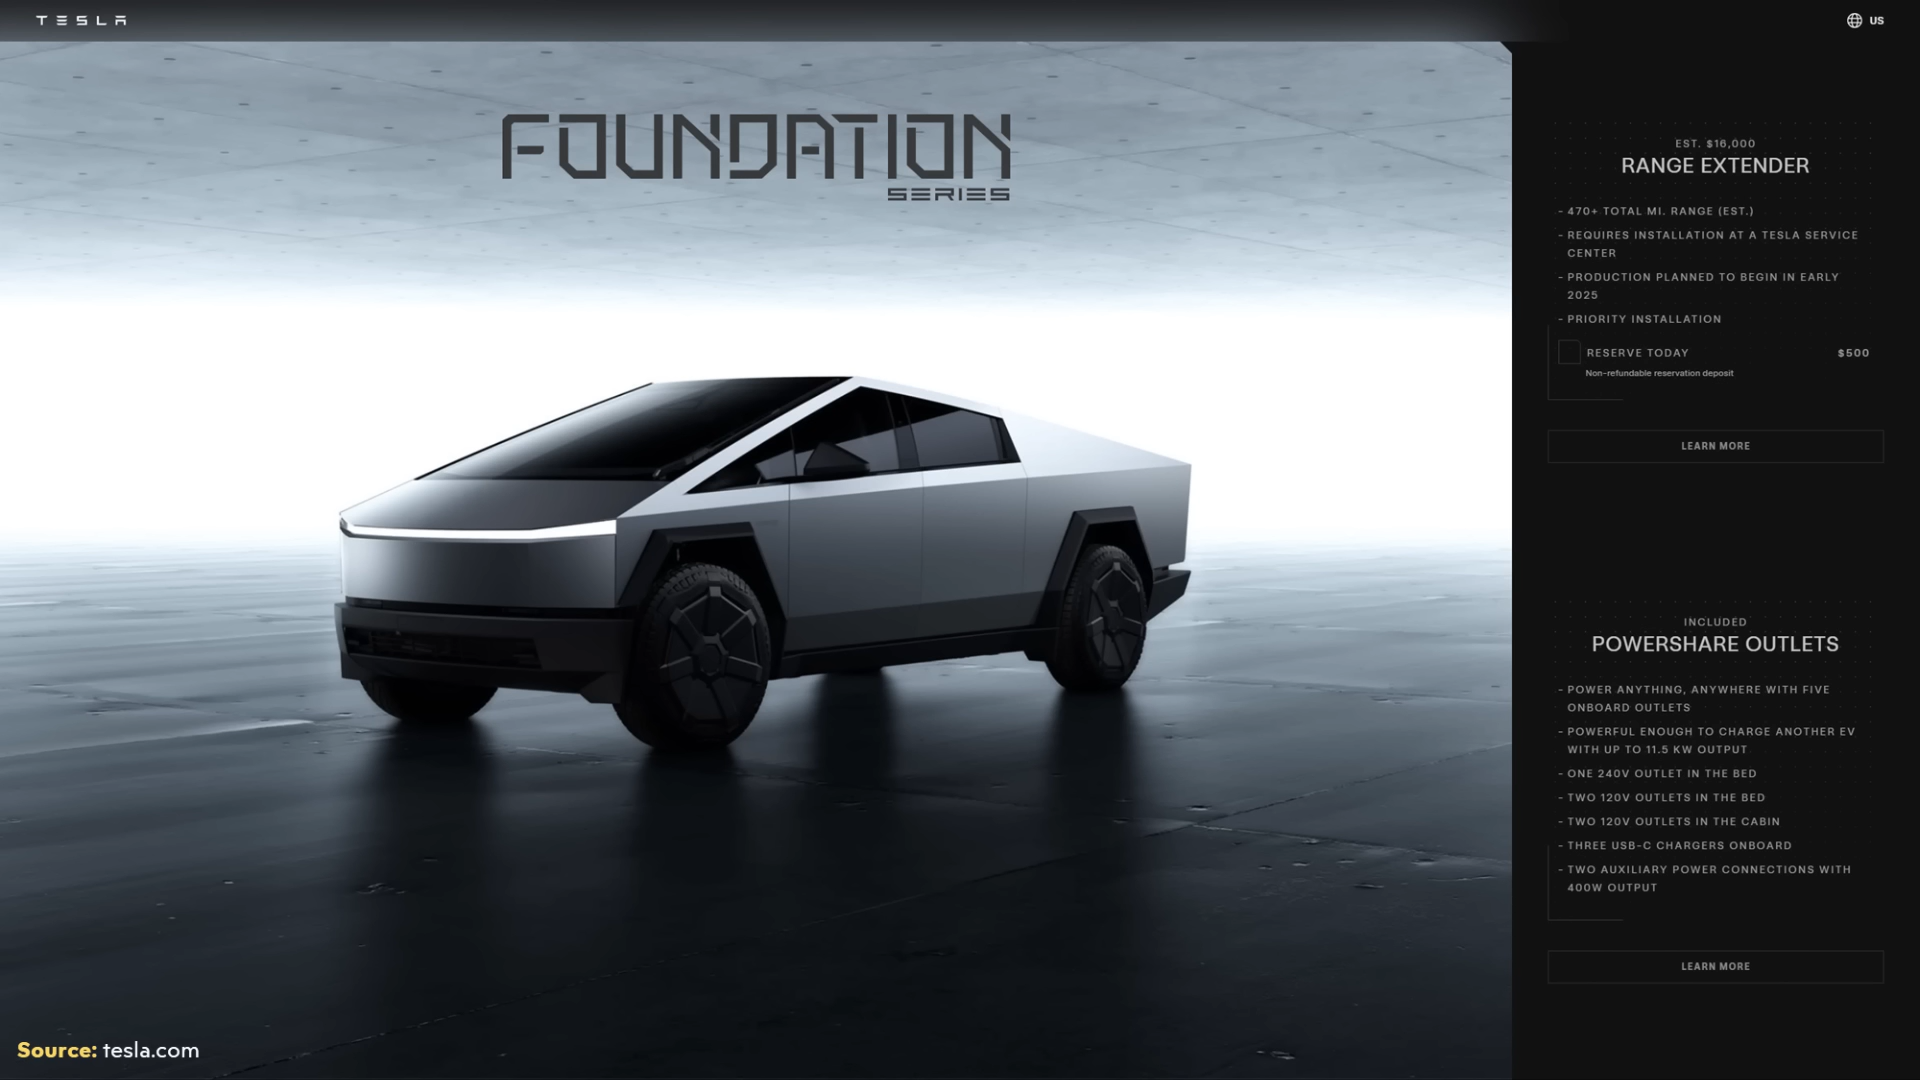 TESLA
US
FOUNDATION
SERIES
EST. $16,000
RANGE EXTENDER
- 470+ TOTAL MI. RANGE (EST.)
- REQUIRES INSTALLATION AT A TESLA SERVICE
CENTER
- PRODUCTION PLANNED TO BEGIN IN EARLY
2025
- PRIORITY INSTALLATION
RESERVE TODAY $500
Non-refundable reservation deposit
LEARN MORE
INCLUDED
POWERSHARE OUTLETS
- POWER ANYTHING, ANYWHERE WITH FIVE
ONBOARD OUTLETS
- POWERFUL ENOUGH TO CHARGE ANOTHER EV
WITH UP TO 11.5 KW OUTPUT
- ONE 240V OUTLET IN THE BED
- TWO 120V OUTLETS IN THE BED
- TWO 120V OUTLETS IN THE CABIN
- THREE USB-C CHARGERS ONBOARD
- TWO AUXILIARY POWER CONNECTIONS WITH
400W OUTPUT
LEARN MORE
Source: tesla.com